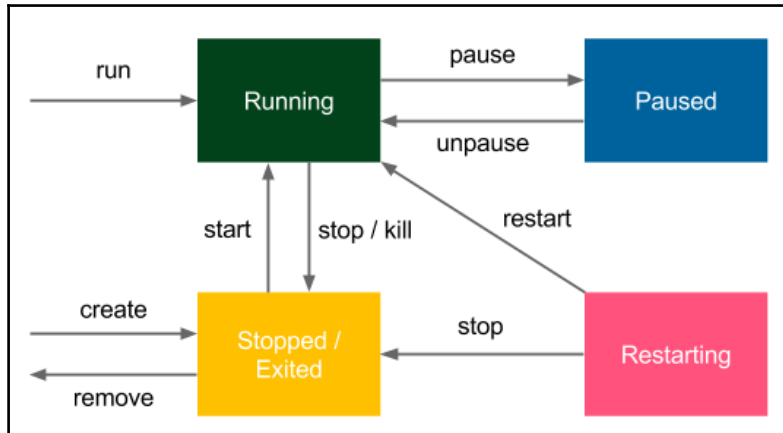 run
Running
pause
Paused
unpause
start
stop / kill
restart
create
Stopped /
Exited
stop
Restarting
remove